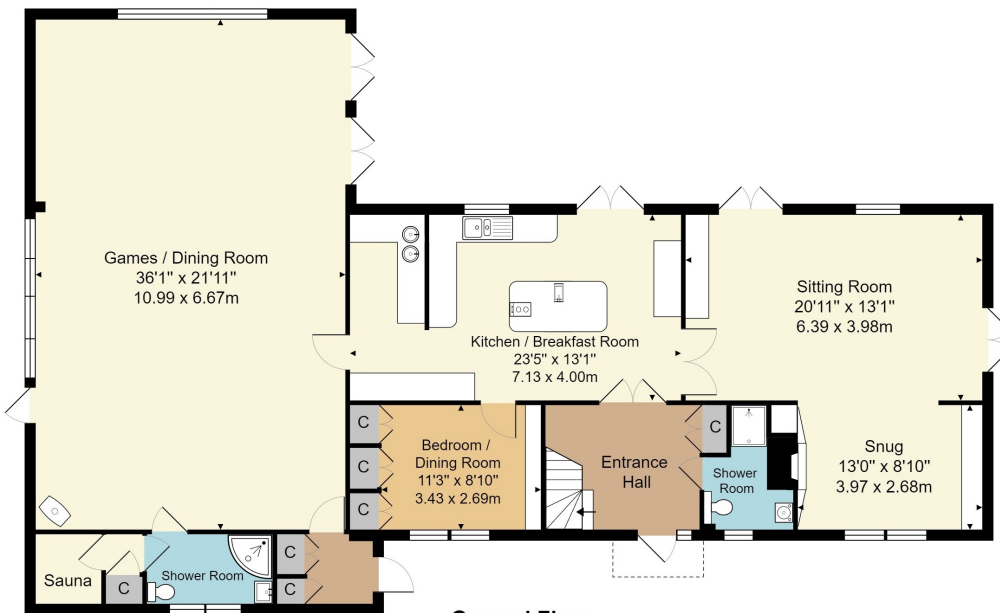 Games / Dining Room
36'1" x 21'11"
10.99 x 6.67m
Kitchen / Breakfast Room
23'5" x 13'1"
7.13 x 4.00m
Sitting Room
20'11" x 13'1"
6.39 x 3.98m
C
C
C
Bedroom /
Dining Room
11'3" x 8'10"
3.43 x 2.69m
Entrance
Hall
C
Shower
Room
Snug
13'0" x 8'10"
3.97 x 2.68m
Sauna
C
Shower Room
C
C
Ground Floor